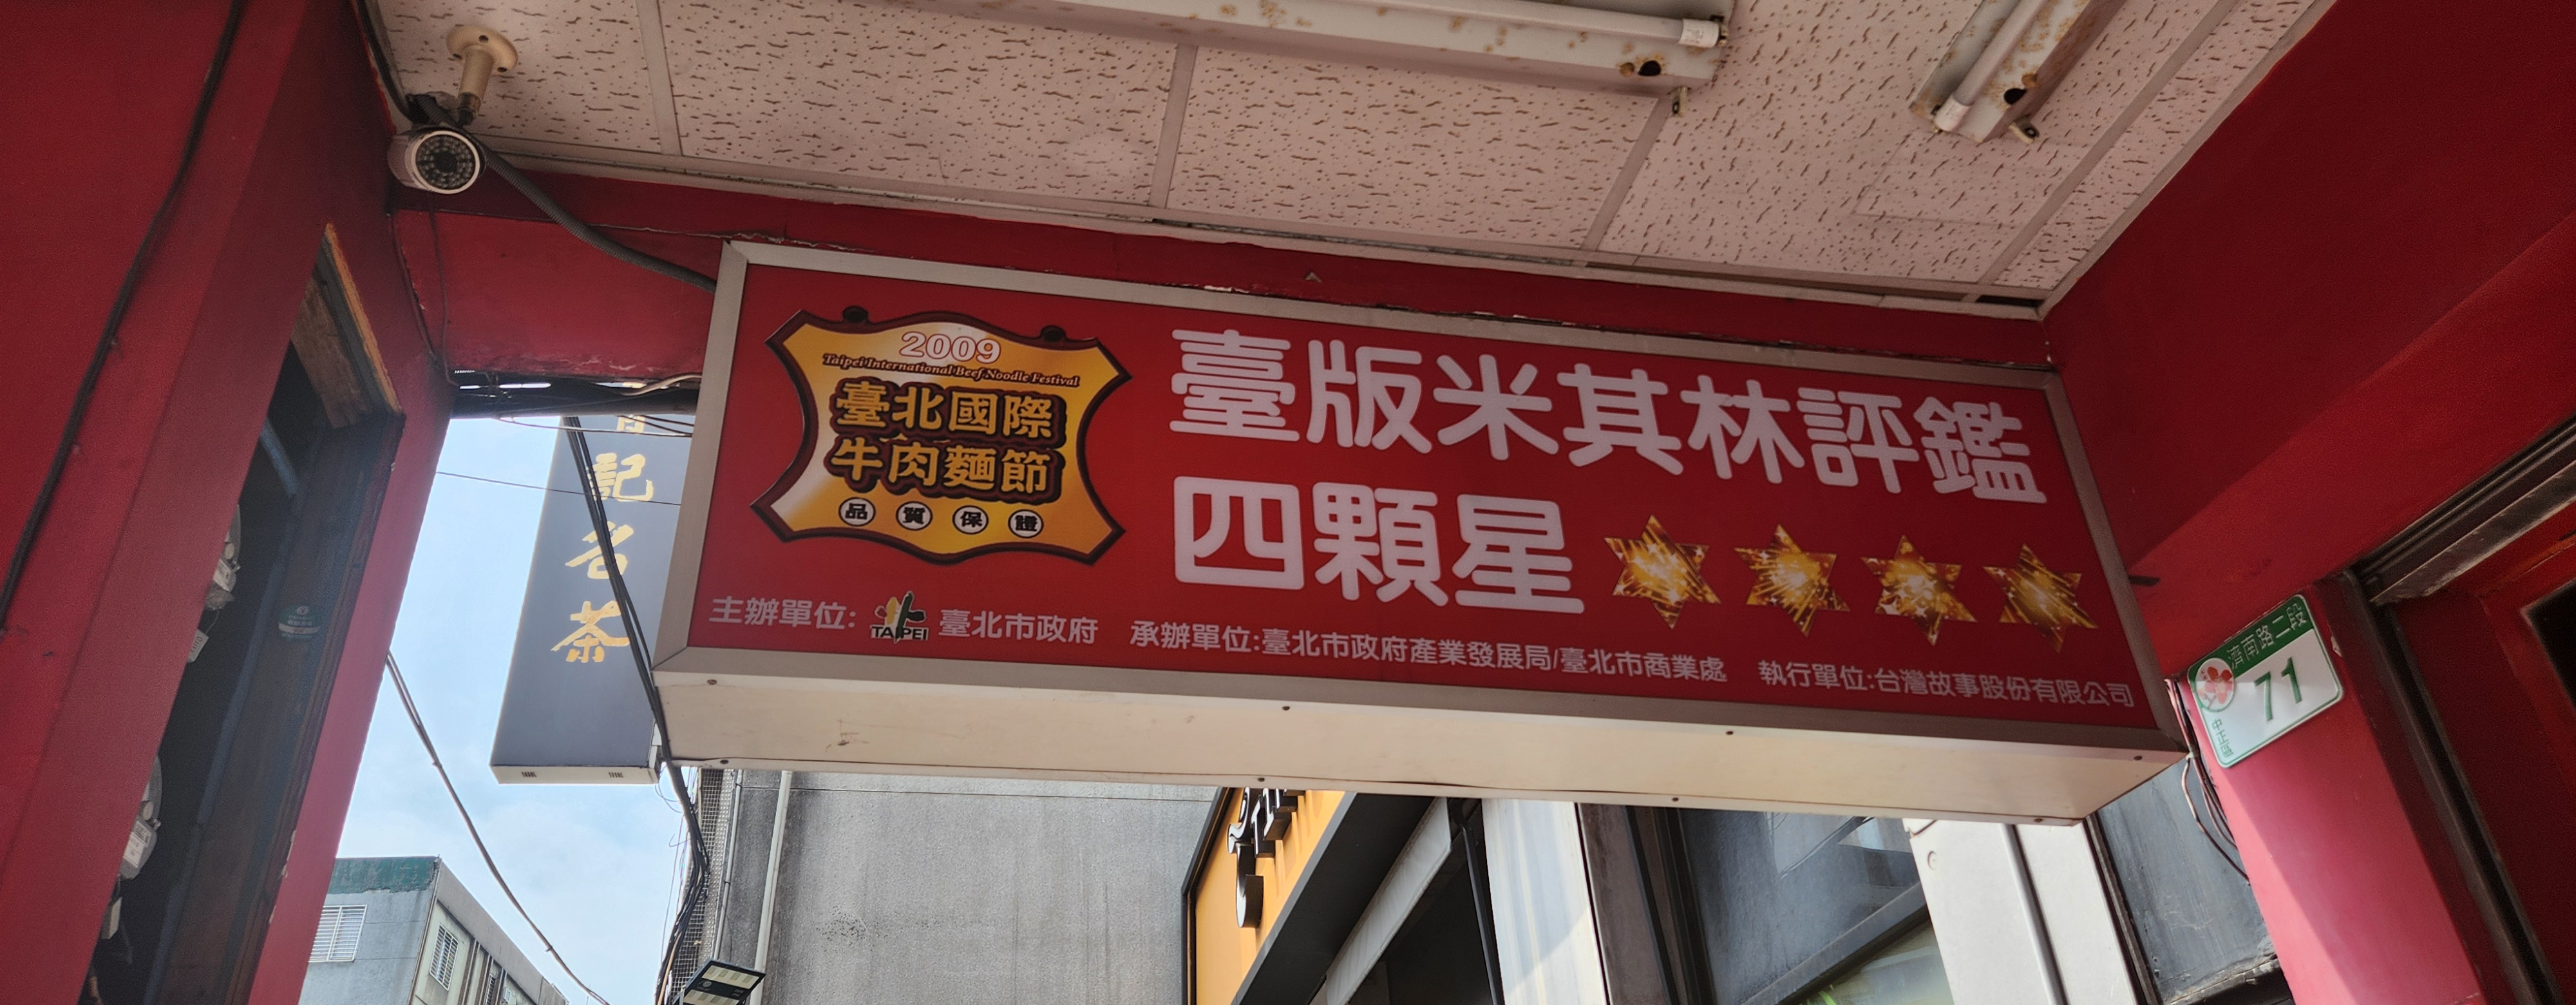 2009
Taipei International Beef Noodle Festival
臺北國際
牛肉麵節
品質保證
臺版米其林評鑑
四顆星
主辦單位: TAIPEI 臺北市政府 承辦單位:臺北市政府產業發展局/臺北市商業處 執行單位:台灣故事股份有限公司
記名茶
濟南路二段
71
中正區